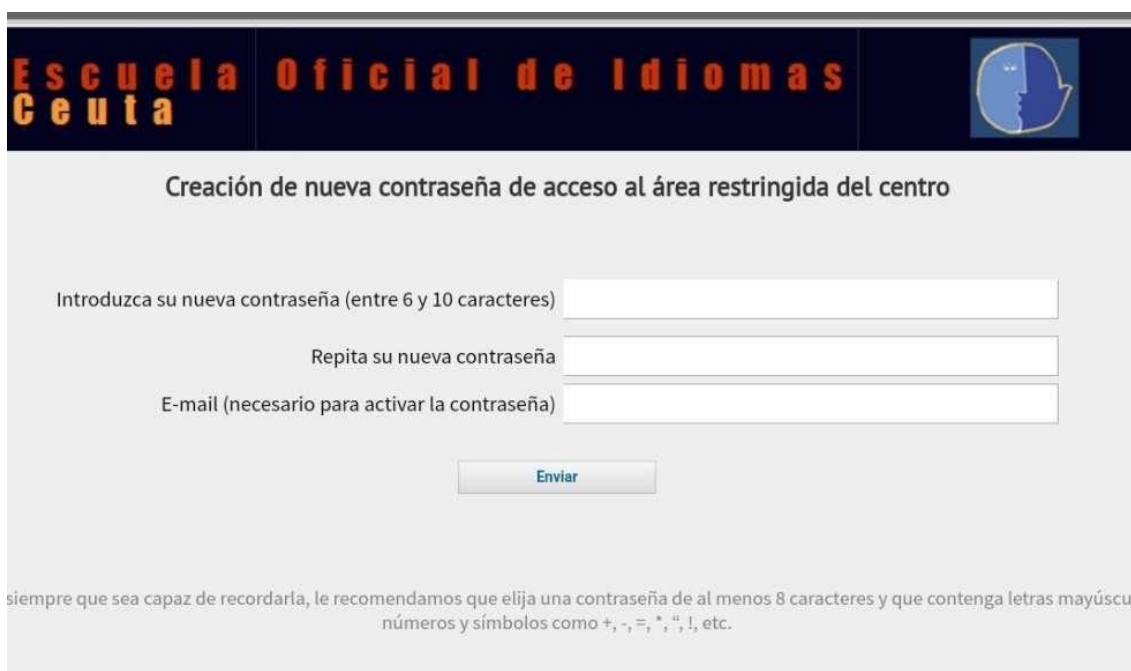 Escuela Oficial de Idiomas
Ceuta
Creación de nueva contraseña de acceso al área restringida del centro
Introduzca su nueva contraseña (entre 6 y 10 caracteres)
Repita su nueva contraseña
E-mail (necesario para activar la contraseña)
Enviar
siempre que sea capaz de recordarla, le recomendamos que elija una contraseña de al menos 8 caracteres y que contenga letras mayúscu
números y símbolos como +, -, =, *, “, !, etc.